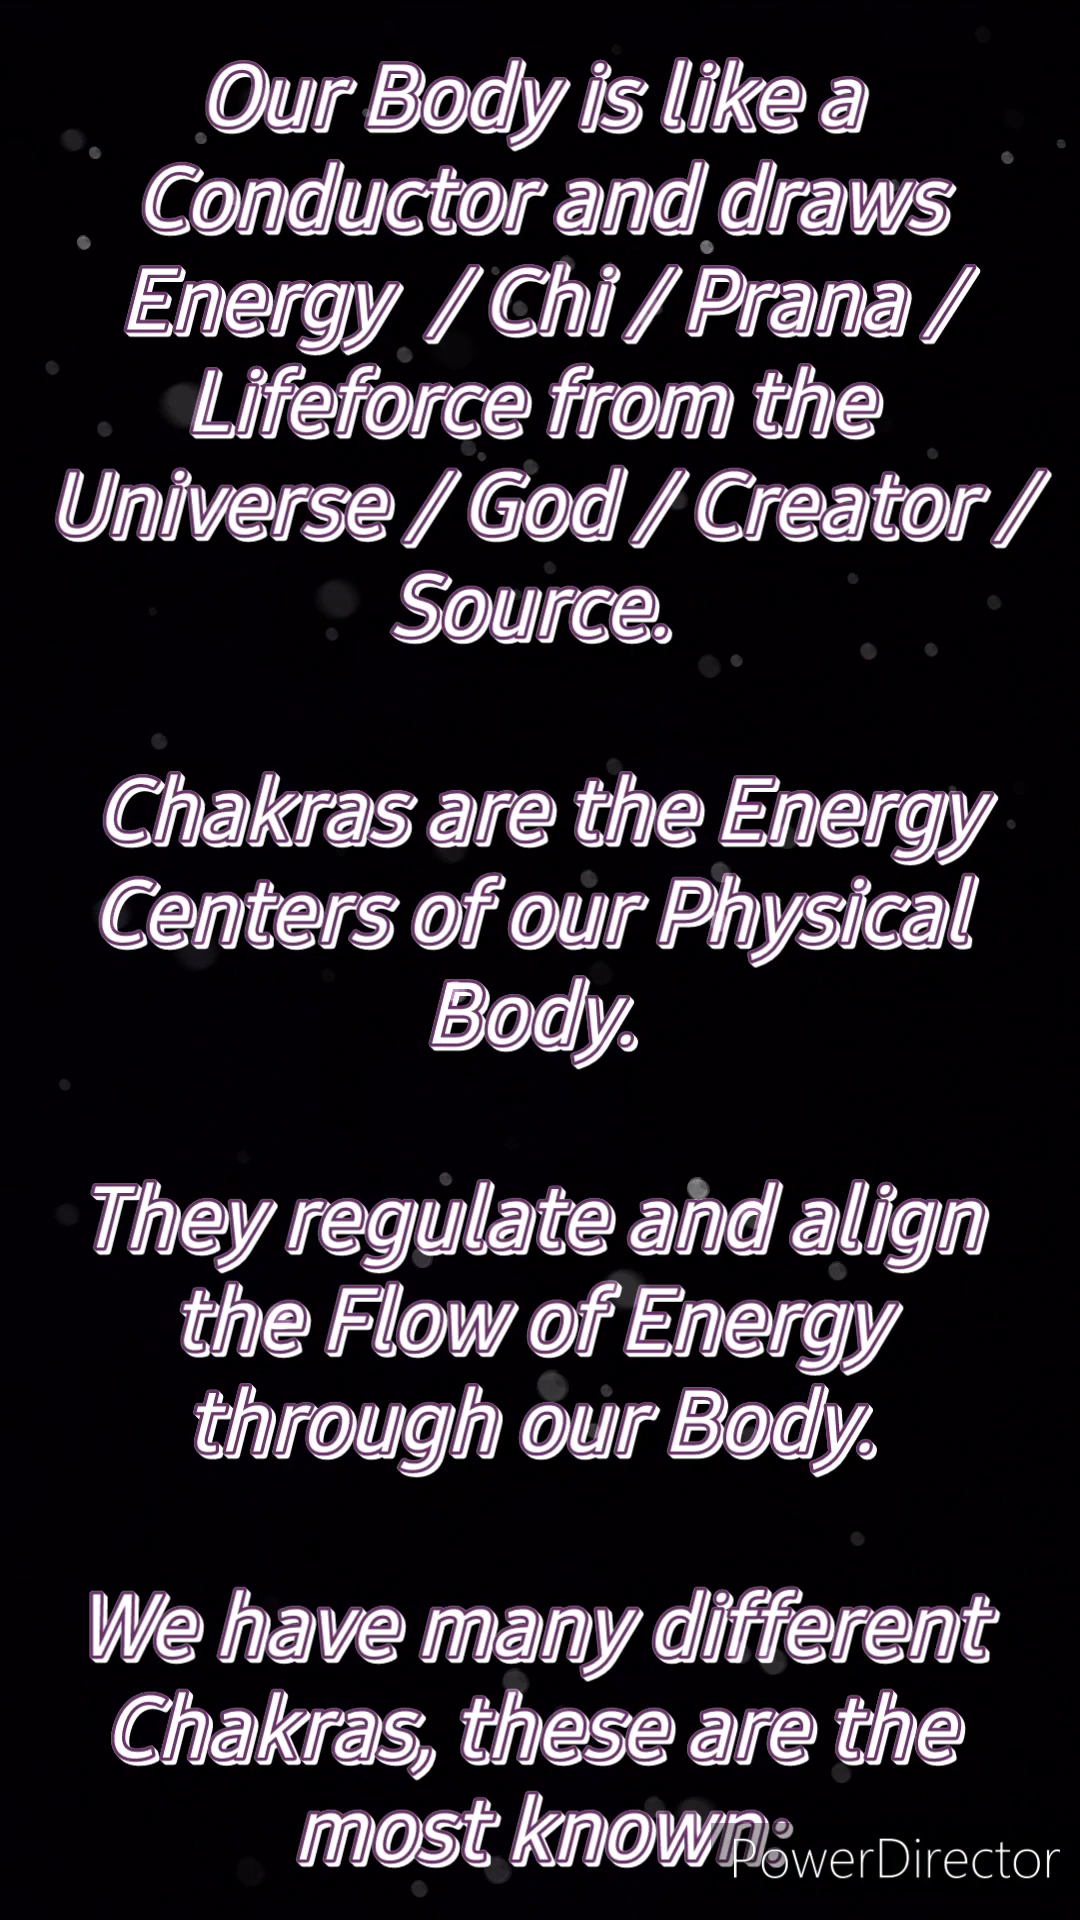 Our Body is like a
Conductor and draws
Energy / Chi / Prana /
Lifeforce from the
Universe / God / Creator /
Source.
Chakras are the Energy
Centers of our Physical
Body.
They regulate and align
the Flow of Energy
through our Body.
We have many different
Chakras, these are the
most known:
PowerDirector